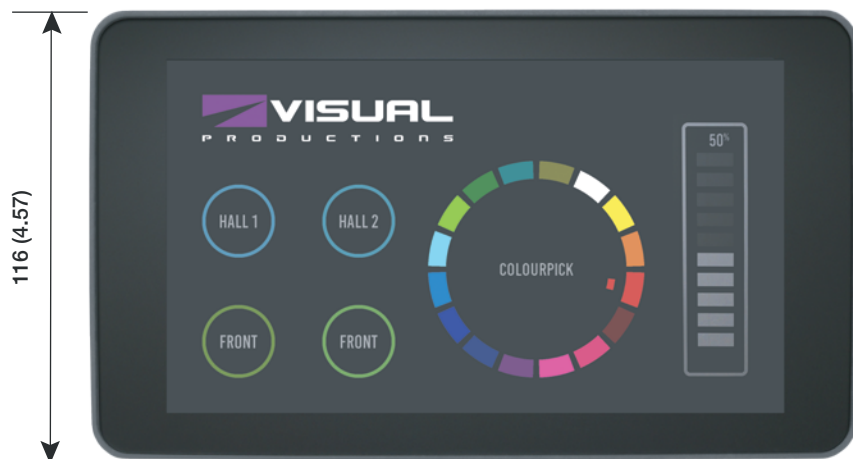 VISUAL
PRODUCTIONS
50%
HALL 1
HALL 2
COLOURPICK
FRONT
FRONT
116 (4.57)